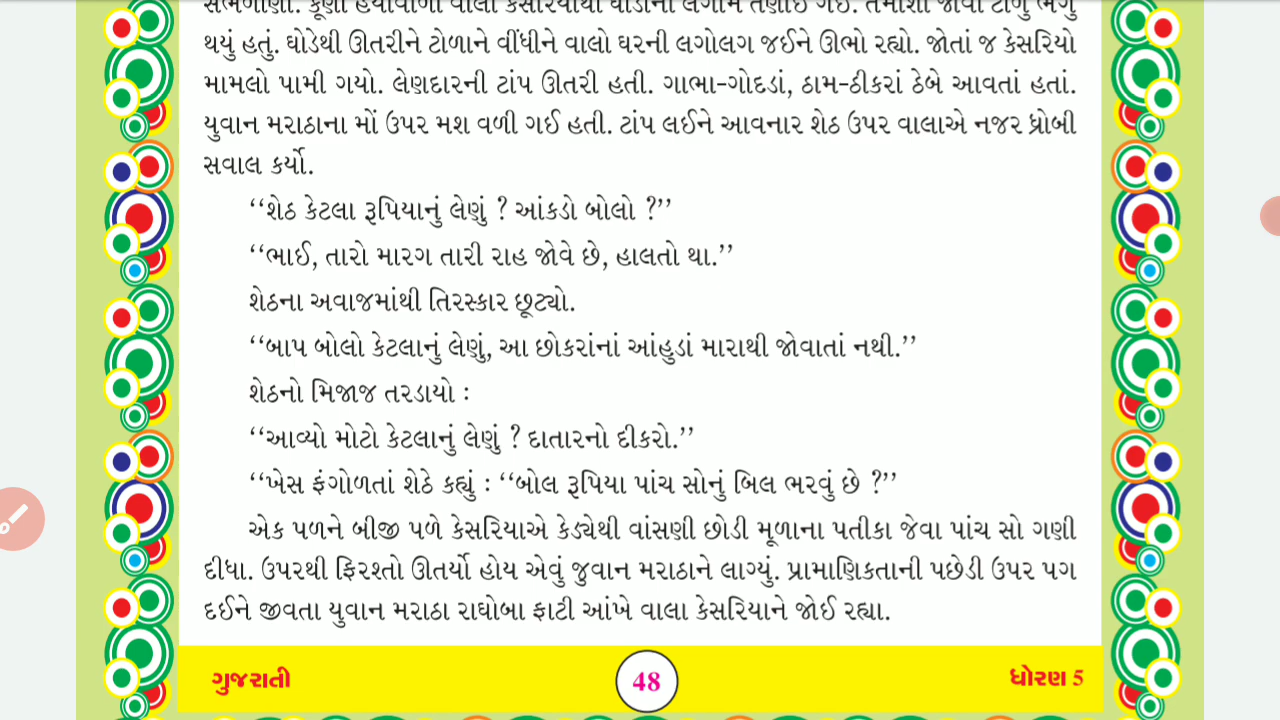 થયું હતું. ઘોડેથી ઊતરીને ટોળાને વીંધીને વાલો ઘરની લગોલગ જઈને ઊભો રહ્યો. જોતાં જ કેસરિયો
મામલો પામી ગયો. લેણદારની ટાંપ ઊતરી હતી. ગાભા-ગોદડાં, ઠામ-ઠીકરાં ઠેબે આવતાં હતાં.
યુવાન મરાઠાના મોં ઉપર મશ વળી ગઈ હતી. ટાંપ લઈને આવનાર શેઠ ઉપર વાલાએ નજર ધ્રોબી
સવાલ કર્યો.
‘‘શેઠ કેટલા રૂપિયાનું લેણું ? આંકડો બોલો ?’’
‘‘ભાઈ, તારો મારગ તારી રાહ જોવે છે, હાલતો થા.’’
શેઠના અવાજમાંથી તિરસ્કાર છૂટ્યો.
‘‘બાપ બોલો કેટલાનું લેણું, આ છોકરાંનાં આંહુડાં મારાથી જોવાતાં નથી.’’
શેઠનો મિજાજ તરડાયો :
‘‘આવ્યો મોટો કેટલાનું લેણું ? દાતારનો દીકરો.’’
‘‘ખેસ ફંગોળતાં શેઠે કહ્યું : ‘‘બોલ રૂપિયા પાંચ સોનું બિલ ભરવું છે ?’’
એક પળને બીજી પળે કેસરિયાએ કેડ્યેથી વાંસણી છોડી મૂળાના પતીકા જેવા પાંચ સો ગણી
દીધા. ઉપરથી ફિરશ્તો ઊતર્યો હોય એવું જુવાન મરાઠાને લાગ્યું. પ્રામાણિકતાની પછેડી ઉપર પગ
દઈને જીવતા યુવાન મરાઠા રાઘોબા ફાટી આંખે વાલા કેસરિયાને જોઈ રહ્યા.
ગુજરાતી
48
ધોરણ 5